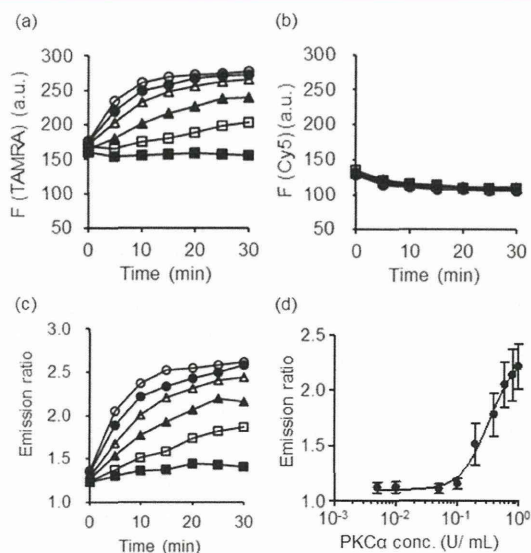 (a)
300
250
200
150
100
50
F (TAMRA) (a.u.)
0 10 20 30
Time (min)
(b)
300
250
200
150
100
50
F (Cy5) (a.u.)
0 10 20 30
Time (min)
(c)
3.0
2.5
2.0
1.5
1.0
Emission ratio
0 10 20 30
Time (min)
(d)
2.5
2.0
1.5
1.0
Emission ratio
10⁻³ 10⁻² 10⁻¹ 10⁰
PKCα conc. (U/ mL)